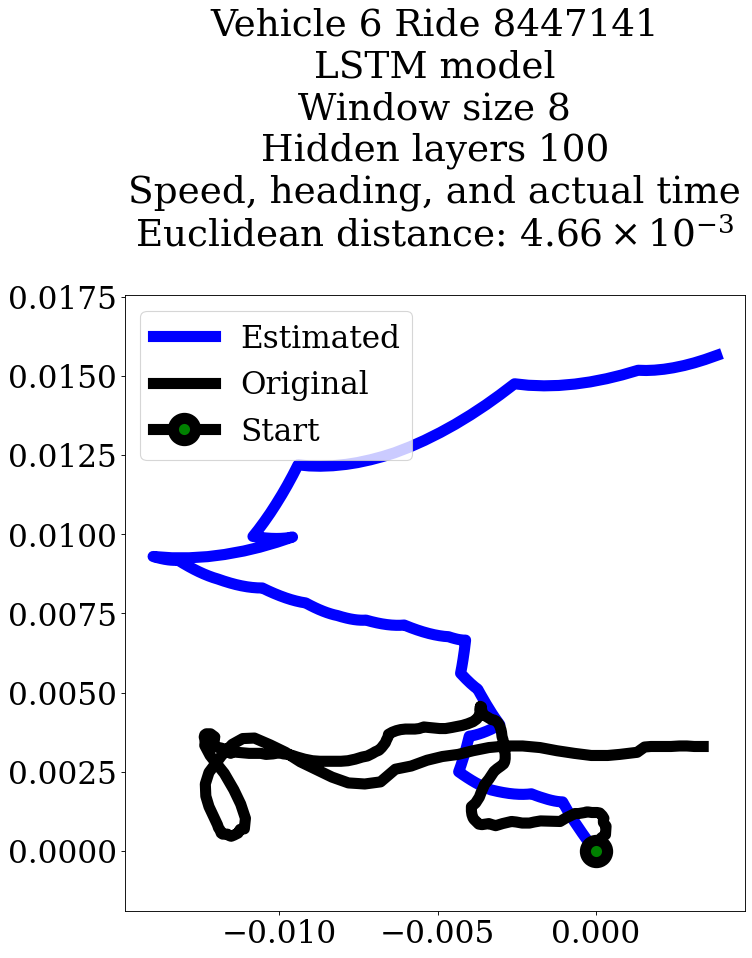 Vehicle 6 Ride 8447141
LSTM model
Window size 8
Hidden layers 100
Speed, heading, and actual time
Euclidean distance: 4.66 × 10⁻³
0.0175
0.0150
0.0125
0.0100
0.0075
0.0050
0.0025
0.0000
Estimated
Original
Start
−0.010 −0.005 0.000